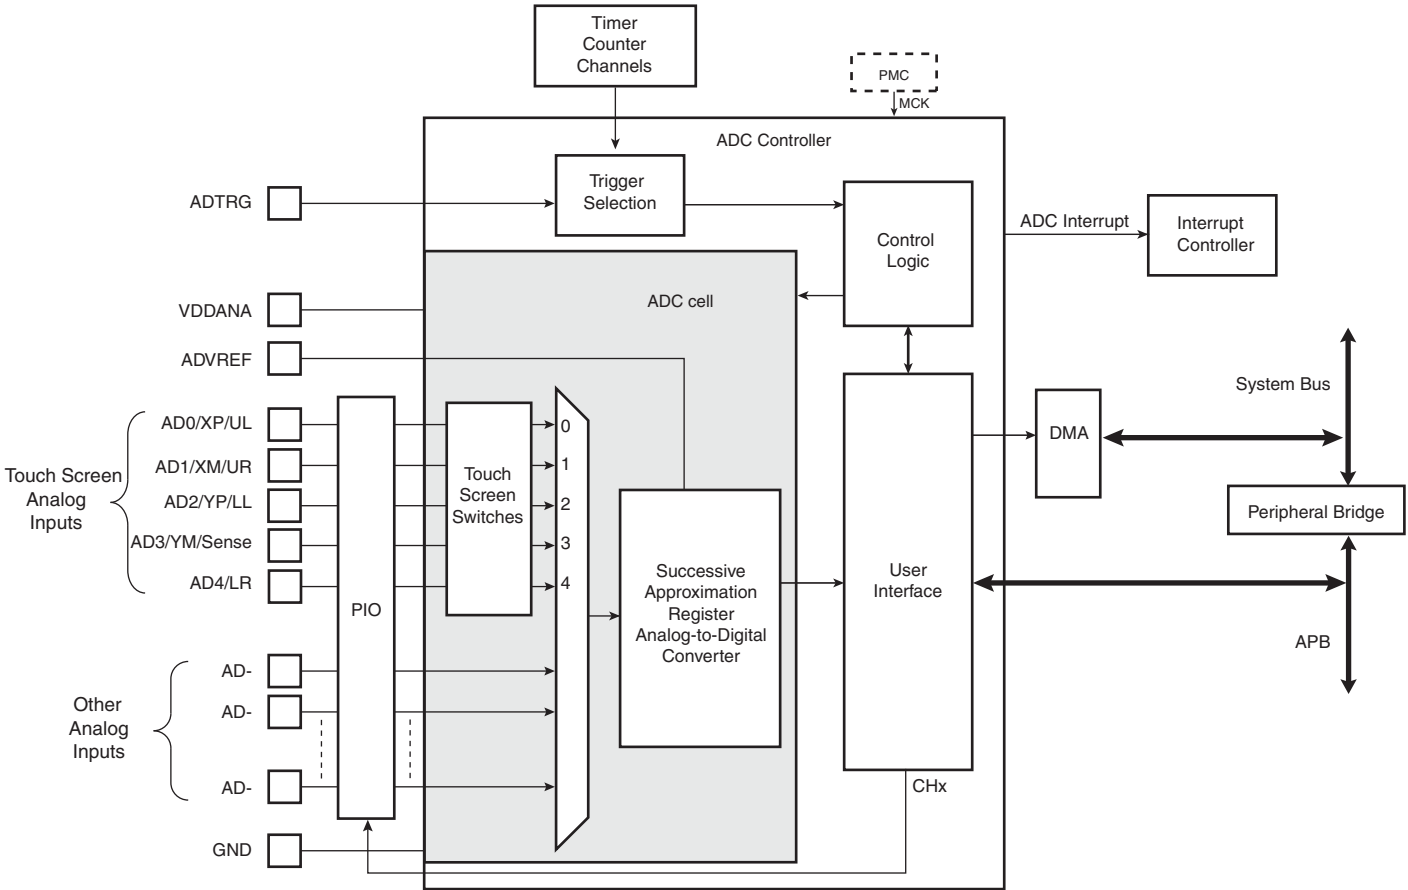 Timer
Counter
Channels
PMC
MCK
ADC Controller
ADTRG
Trigger
Selection
Control
Logic
ADC Interrupt
Interrupt
Controller
VDDANA
ADC cell
ADVREF
System Bus
Touch Screen
Analog
Inputs
AD0/XP/UL
AD1/XM/UR
AD2/YP/LL
AD3/YM/Sense
AD4/LR
PIO
Touch
Screen
Switches
0
1
2
3
4
DMA
Peripheral Bridge
Successive
Approximation
Register
Analog-to-Digital
Converter
User
Interface
APB
Other
Analog
Inputs
AD-
AD-
AD-
CHx
GND